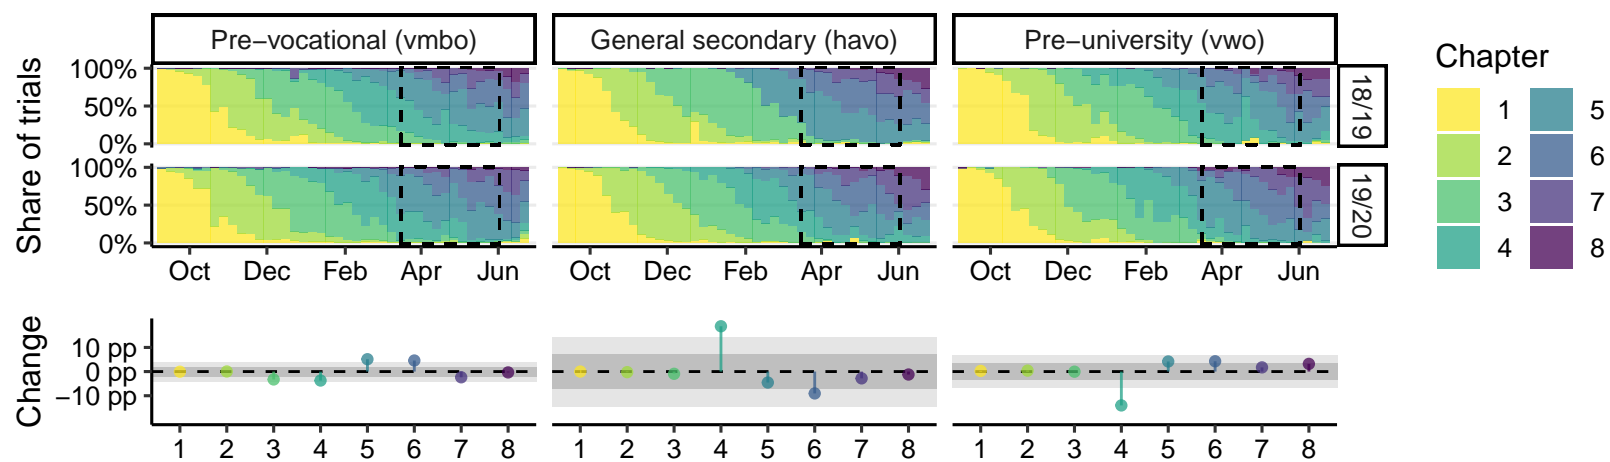 Pre−vocational (vmbo)
General secondary (havo)
Pre−university (vwo)
Share of trials
100%
50%
0%
18/19
Share of trials
100%
50%
0%
19/20
Oct Dec Feb Apr Jun
Oct Dec Feb Apr Jun
Oct Dec Feb Apr Jun
Chapter
1 5
2 6
3 7
4 8
Change
10 pp
0 pp
−10 pp
1 2 3 4 5 6 7 8
1 2 3 4 5 6 7 8
1 2 3 4 5 6 7 8